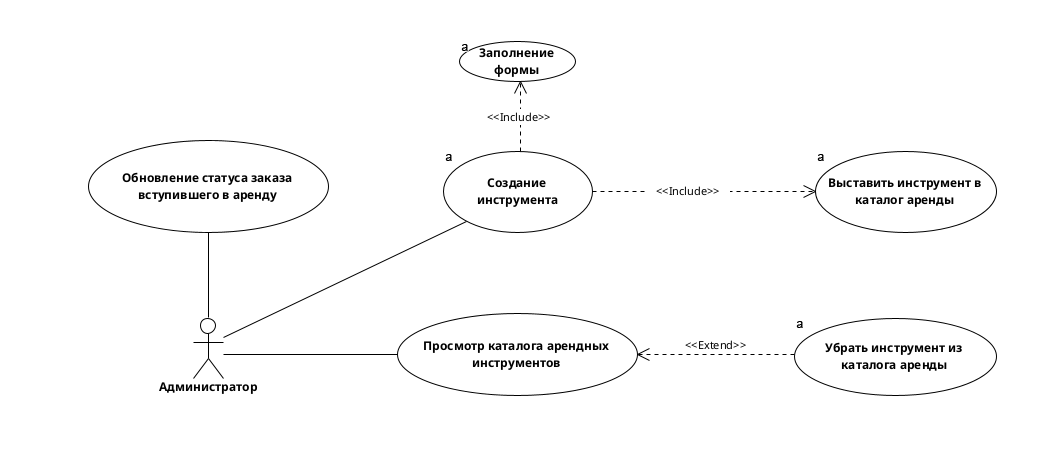 a
Заполнение
формы
<<Include>>
Обновление статуса заказа
вступившего в аренду
a
Создание
инструмента
<<Include>>
a
Выставить инструмент в
каталог аренды
Администратор
Просмотр каталога арендных
инструментов
<<Extend>>
a
Убрать инструмент из
каталога аренды